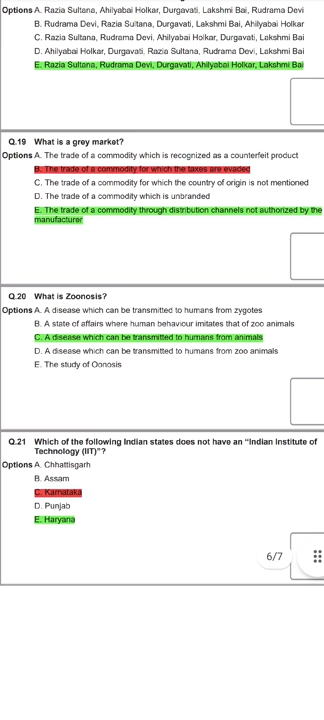 Options A. Razia Sultana, Ahilyabai Holkar, Durgavati, Lakshmi Bai, Rudrama Devi
B. Rudrama Devi, Razia Sultana, Durgavati, Lakshmi Bai, Ahilyabai Holkar
C. Razia Sultana, Rudrama Devi, Ahilyabai Holkar, Durgavati, Lakshmi Bai
D. Ahilyabai Holkar, Durgavati, Razia Sultana, Rudrama Devi, Lakshmi Bai
E. Razia Sultana, Rudrama Devi, Durgavati, Ahilyabai Holkar, Lakshmi Bai
Q.19 What is a grey market?
Options A. The trade of a commodity which is recognized as a counterfeit product
B. The trade of a commodity for which the taxes are evaded
C. The trade of a commodity for which the country of origin is not mentioned
D. The trade of a commodity which is unbranded
E. The trade of a commodity through distribution channels not authorized by the
manufacturer
Q.20 What is Zoonosis?
Options A. A disease which can be transmitted to humans from zygotes
B. A state of affairs where human behaviour imitates that of zoo animals
C. A disease which can be transmitted to humans from animals
D. A disease which can be transmitted to humans from zoo animals
E. The study of Oonosis
Q.21 Which of the following Indian states does not have an “Indian Institute of
Technology (IIT)”?
Options A. Chhattisgarh
B. Assam
C. Karnataka
D. Punjab
E. Haryana
6/7